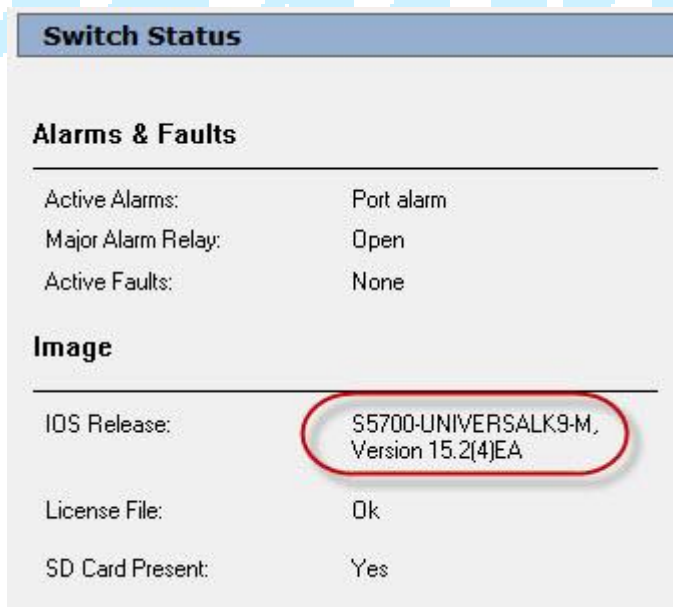 Switch Status
Alarms & Faults
Active Alarms: Port alarm
Major Alarm Relay: Open
Active Faults: None
Image
IOS Release: S5700-UNIVERSALK9-M,
Version 15.2(4)EA
License File: Ok
SD Card Present: Yes